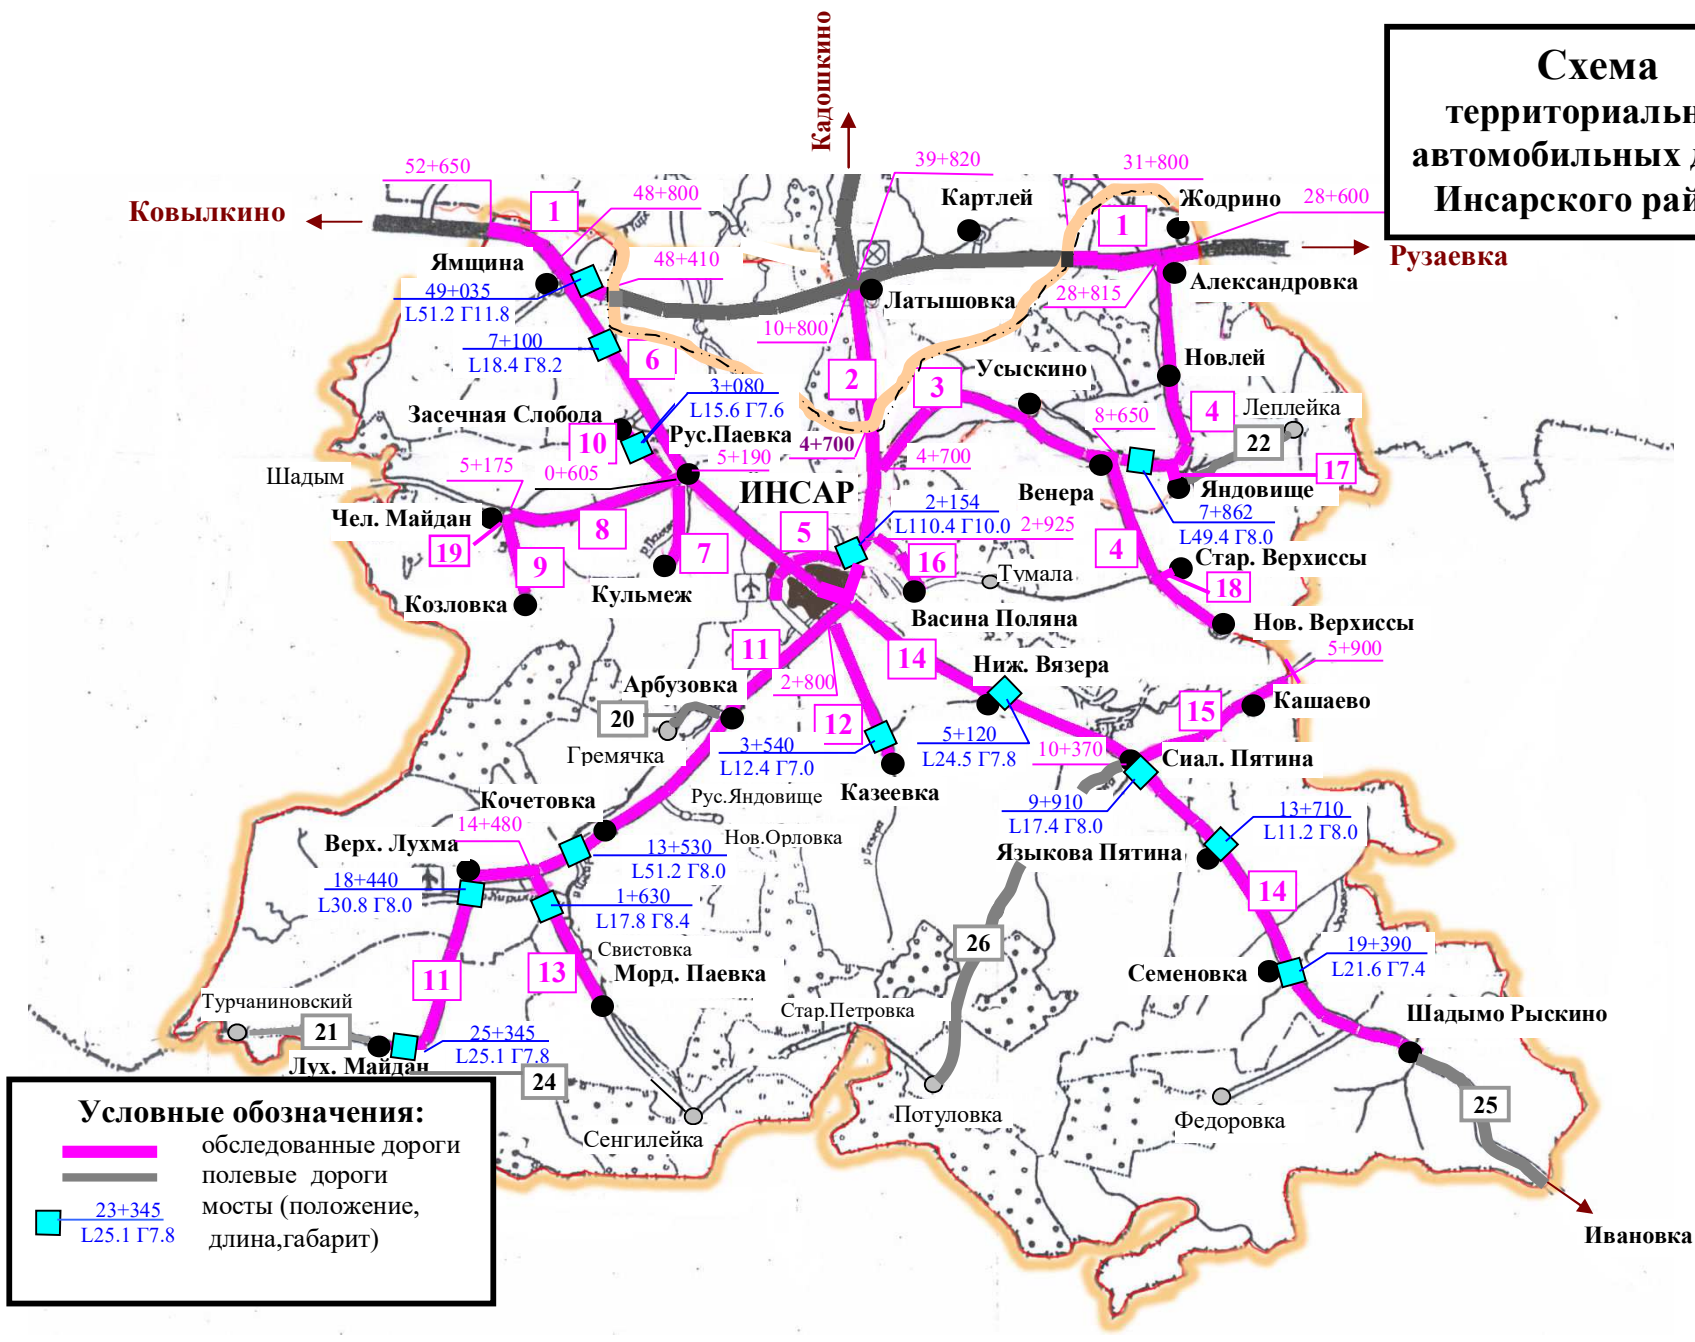 Схема
территориальн
автомобильных д
Инсарского рай
Кадошкино
52+650
39+820
31+800
48+800
1
Картлей
1
Жодрино
28+600
Ковылкино
Рузаевка
Ямщина
48+410
Александровка
49+035
L51.2 Г11.8
Латышовка
28+815
10+800
7+100
L18.4 Г8.2
6
2
3
Усыскино
Новлей
3+080
L15.6 Г7.6
Засечная Слобода
4
Леплейка
8+650
10
Рус.Паевка
4+700
22
5+175
0+605
5+190
4+700
17
Шадым
ИНСАР
Венера
Яндовище
Чел. Майдан
8
2+154
L110.4 Г10.0
2+925
7+862
L49.4 Г8.0
5
19
9
7
16
4
Стар. Верхиссы
Тумала
18
Козловка
Кульмеж
Васина Поляна
Нов. Верхиссы
11
14
Ниж. Вязера
5+900
Арбузовка
2+800
Кашаево
20
12
15
Гремячка
3+540
L12.4 Г7.0
5+120
L24.5 Г7.8
10+370
Сиал. Пятина
Рус.Яндовище
Казеевка
Кочетовка
9+910
L17.4 Г8.0
13+710
L11.2 Г8.0
14+480
Нов.Орловка
р.Вязера
Верх. Лухма
13+530
L51.2 Г8.0
Языкова Пятина
18+440
L30.8 Г8.0
1+630
L17.8 Г8.4
14
Свистовка
26
19+390
L21.6 Г7.4
11
13
Морд. Паевка
Семеновка
Турчаниновский
Стар.Петровка
Шадымо Рыскино
21
25+345
L25.1 Г7.8
Лух. Майдан
24
Потуловка
Федоровка
25
Сенгилейка
Ивановка
Условные обозначения:
обследованные дороги
полевые дороги
23+345
L25.1 Г7.8
мосты (положение,
длина,габарит)